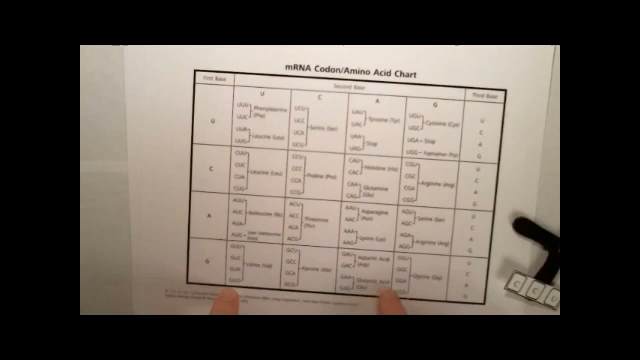 mRNA Codon/Amino Acid Chart
First Base Second Base Third Base
U C A G
U
UUU UUC Phenylalanine (Phe)
UUA UUG Leucine (Leu)
UCU UCC UCA UCG Serine (Ser)
UAU UAC Tyrosine (Tyr)
UAA UAG Stop
UGU UGC Cysteine (Cys)
UGA Stop
UGG Tryptophan (Trp)
U
C
A
G
C
CUU CUC CUA CUG Leucine (Leu)
CCU CCC CCA CCG Proline (Pro)
CAU CAC Histidine (His)
CAA CAG Glutamine
CGU CGC CGA CGG Arginine (Arg)
U
C
A
G
A
AUU AUC AUA Isoleucine (Ile)
AUG
ACU ACC ACA ACG Threonine (Thr)
AAU AAC Asparagine (Asn)
AAA AAG Lysine (Lys)
AGU AGC Serine (Ser)
AGA AGG Arginine (Arg)
U
C
A
G
G
GUU GUC GUA GUG Valine (Val)
GCU GCC GCA GCG Alanine (Ala)
GAU GAC Aspartic Acid (Asp)
GAA GAG Glutamic Acid
GGU GGC GGA GGG Glycine (Gly)
U
C
A
G
C C C